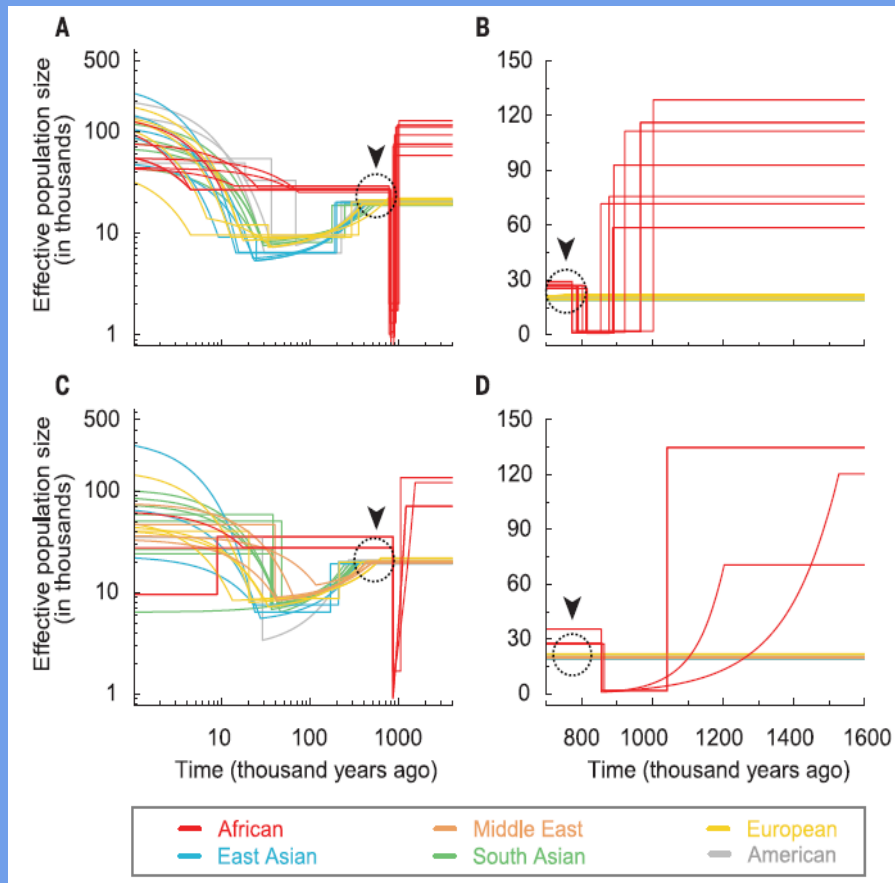 A
B
Effective population size
(in thousands)
500
100
10
1
150
120
90
60
30
0
C
D
Effective population size
(in thousands)
500
100
10
1
150
120
90
60
30
0
10 100 1000
800 1000 1200 1400 1600
Time (thousand years ago)
Time (thousand years ago)
African
Middle East
European
East Asian
South Asian
American